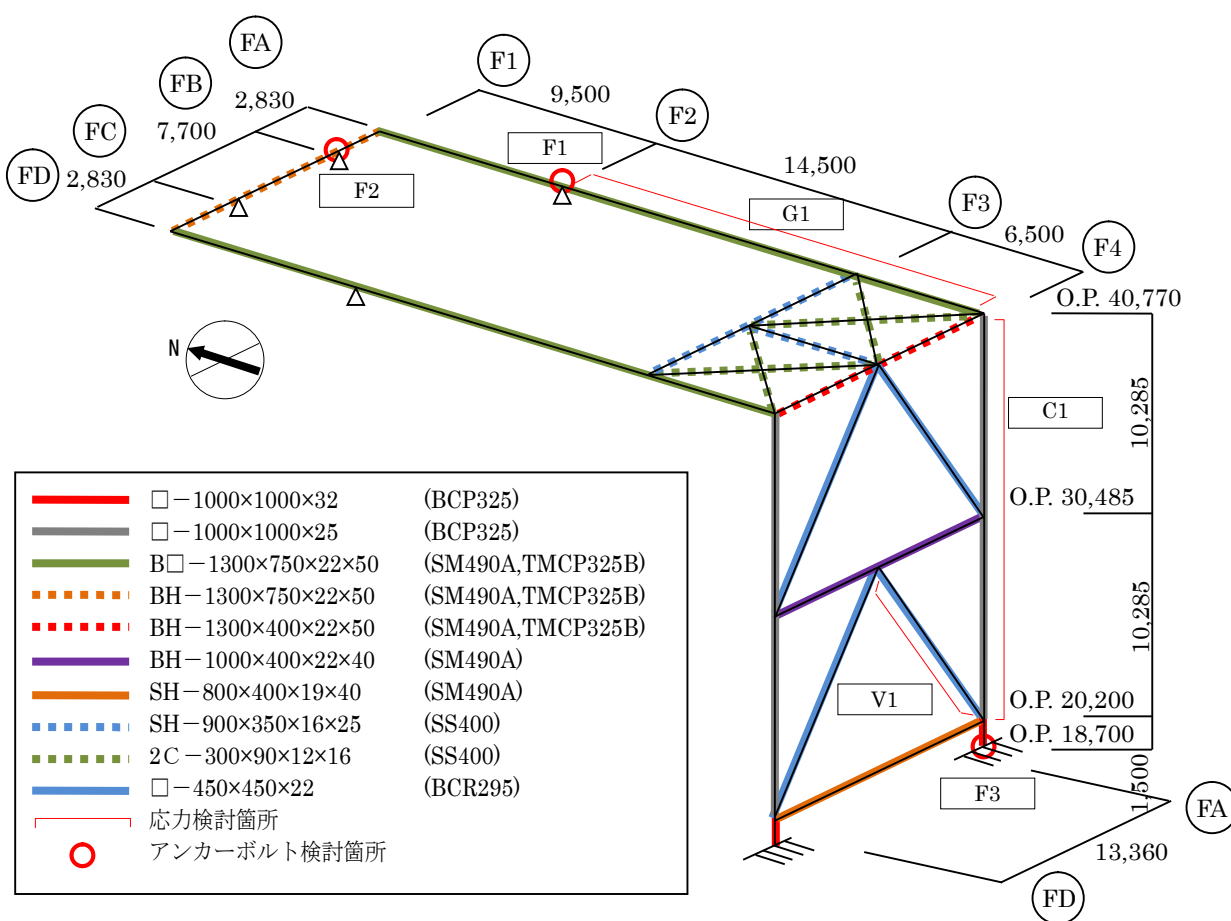 FA
FB
FC
FD
2,830
7,700
2,830
F1
F2
F3
F4
9,500
14,500
6,500
F1
F2
G1
N
O.P. 40,770
10,285
C1
O.P. 30,485
10,285
V1
O.P. 20,200
O.P. 18,700
1,500
F3
FA
13,360
FD
□－1000×1000×32 (BCP325)
□－1000×1000×25 (BCP325)
B□－1300×750×22×50 (SM490A,TMCP325B)
BH－1300×750×22×50 (SM490A,TMCP325B)
BH－1300×400×22×50 (SM490A,TMCP325B)
BH－1000×400×22×40 (SM490A)
SH－800×400×19×40 (SM490A)
SH－900×350×16×25 (SS400)
2C－300×90×12×16 (SS400)
□－450×450×22 (BCR295)
応力検討箇所
アンカーボルト検討箇所